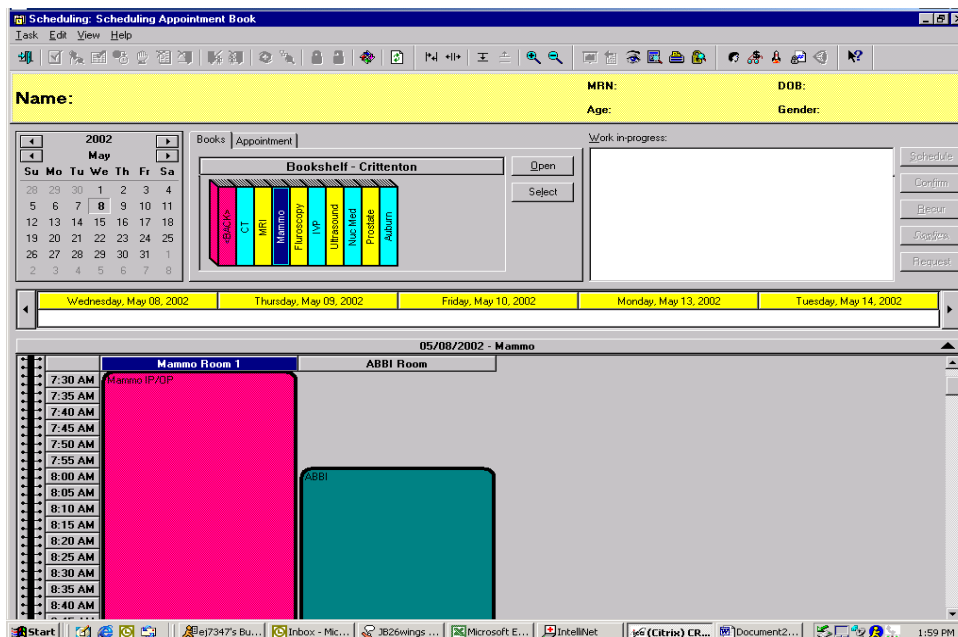 Scheduling: Scheduling Appointment Book
Task Edit View Help
Name:
MRN: DOB:
Age: Gender:
2002
May
Su Mo Tu We Th Fr Sa
28 29 30 1 2 3 4
5 6 7 8 9 10 11
12 13 14 15 16 17 18
19 20 21 22 23 24 25
26 27 28 29 30 31 1
2 3 4 5 6 7 8
Books Appointment
Bookshelf - Crittenton
<BACK>
CT
MRI
Mammo
Fluroscopy
IVP
Ultrasound
Nuc Med
Prostate
Auburn
Open
Select
Work in-progress:
Schedule
Confirm
Recur
Request
Wednesday, May 08, 2002 Thursday, May 09, 2002 Friday, May 10, 2002 Monday, May 13, 2002 Tuesday, May 14, 2002
05/08/2002 - Mammo
Mammo Room 1 ABBI Room
7:30 AM Mammo IP/OP
7:35 AM
7:40 AM
7:45 AM
7:50 AM
7:55 AM
8:00 AM ABBI
8:05 AM
8:10 AM
8:15 AM
8:20 AM
8:25 AM
8:30 AM
8:35 AM
8:40 AM
Start ej7347's Bu... Inbox - Mic... JB26wings ... Microsoft E... IntelliNet (Citrix) CR... Document2... 1:59 PM